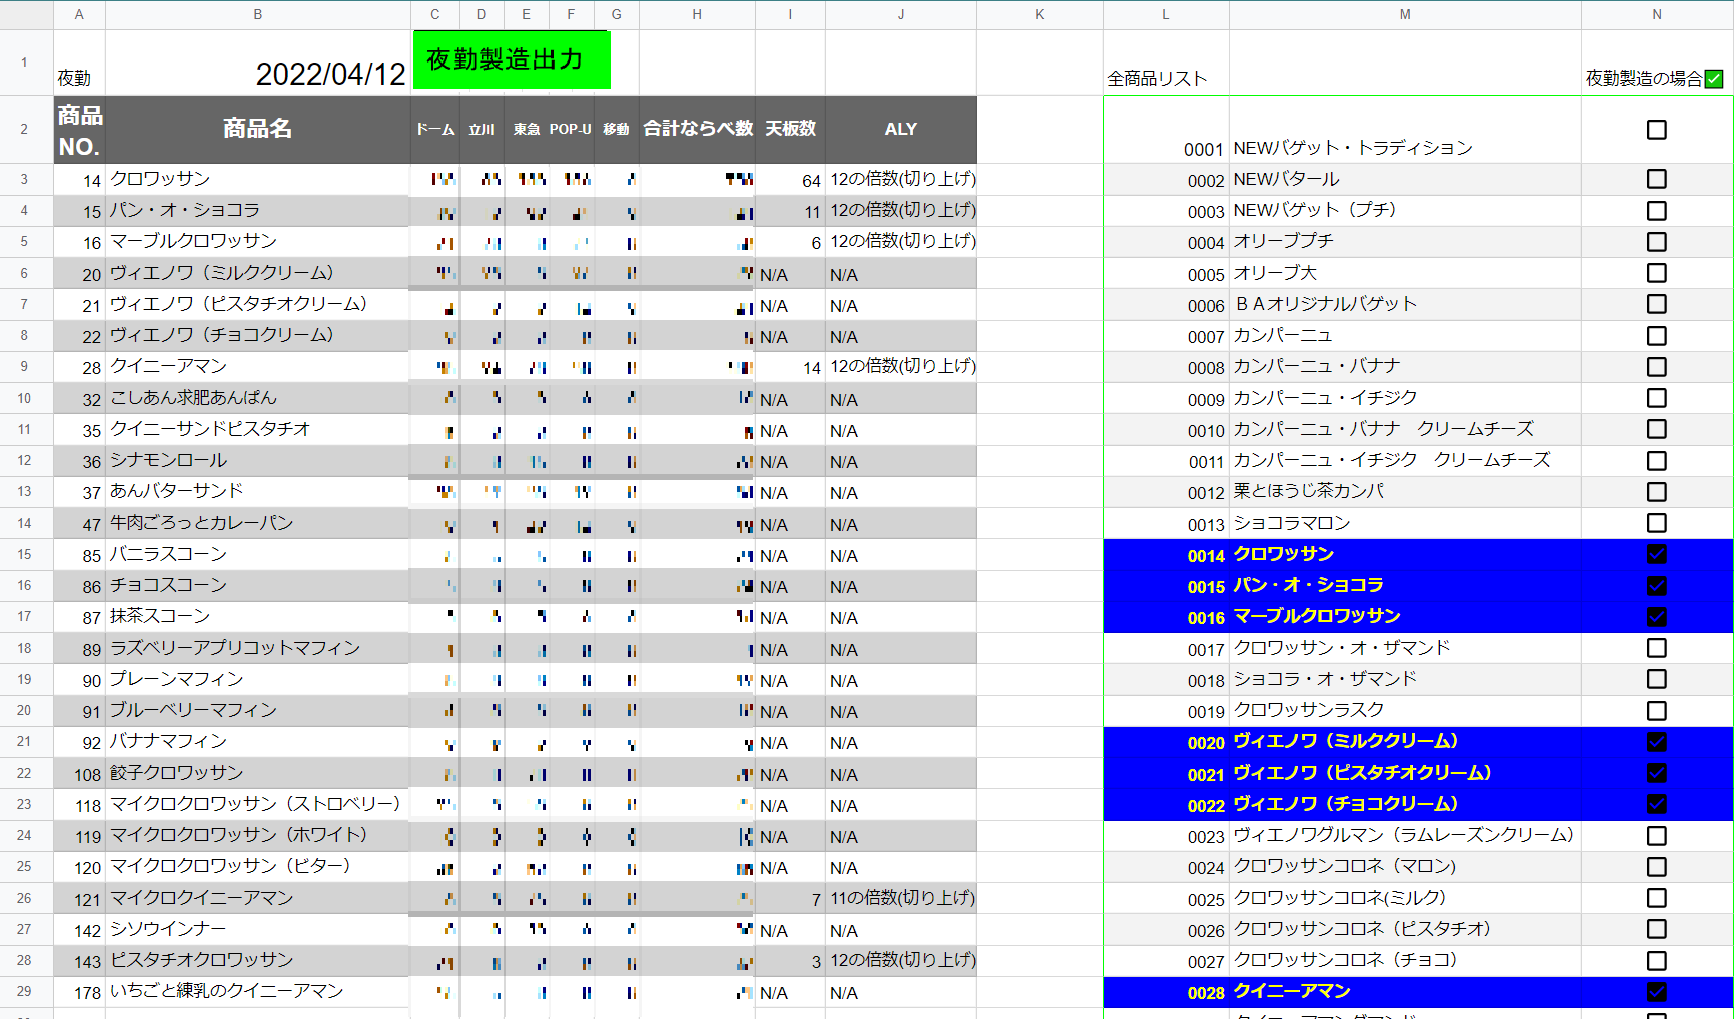 A B C D E F G H I J K L M N
1 夜勤 2022/04/12 夜勤製造出力 全商品リスト 夜勤製造の場合✅
2 商品NO. 商品名 ドーム 立川 東急 POP-U 移動 合計ならべ数 天板数 ALY 0001 NEWバゲット・トラディション
3 14 クロワッサン 64 12の倍数(切り上げ) 0002 NEWバタール
4 15 パン・オ・ショコラ 11 12の倍数(切り上げ) 0003 NEWバゲット（プチ）
5 16 マーブルクロワッサン 6 12の倍数(切り上げ) 0004 オリーブプチ
6 20 ヴィエノワ（ミルククリーム） N/A N/A 0005 オリーブ大
7 21 ヴィエノワ（ピスタチオクリーム） N/A N/A 0006 ＢＡオリジナルバゲット
8 22 ヴィエノワ（チョコクリーム） N/A N/A 0007 カンパーニュ
9 28 クイニーアマン 14 12の倍数(切り上げ) 0008 カンパーニュ・バナナ
10 32 こしあん求肥あんぱん N/A N/A 0009 カンパーニュ・イチジク
11 35 クイニーサンドピスタチオ N/A N/A 0010 カンパーニュ・バナナ　クリームチーズ
12 36 シナモンロール N/A N/A 0011 カンパーニュ・イチジク　クリームチーズ
13 37 あんバターサンド N/A N/A 0012 栗とほうじ茶カンパ
14 47 牛肉ごろっとカレーパン N/A N/A 0013 ショコラマロン
15 85 バニラスコーン N/A N/A 0014 クロワッサン
16 86 チョコスコーン N/A N/A 0015 パン・オ・ショコラ
17 87 抹茶スコーン N/A N/A 0016 マーブルクロワッサン
18 89 ラズベリーアプリコットマフィン N/A N/A 0017 クロワッサン・オ・ザマンド
19 90 プレーンマフィン N/A N/A 0018 ショコラ・オ・ザマンド
20 91 ブルーベリーマフィン N/A N/A 0019 クロワッサンラスク
21 92 バナナマフィン N/A N/A 0020 ヴィエノワ（ミルククリーム）
22 108 餃子クロワッサン N/A N/A 0021 ヴィエノワ（ピスタチオクリーム）
23 118 マイクロクロワッサン（ストロベリー） N/A N/A 0022 ヴィエノワ（チョコクリーム）
24 119 マイクロクロワッサン（ホワイト） N/A N/A 0023 ヴィエノワグルマン（ラムレーズンクリーム）
25 120 マイクロクロワッサン（ビター） N/A N/A 0024 クロワッサンコロネ（マロン)
26 121 マイクロクイニーアマン 7 11の倍数(切り上げ) 0025 クロワッサンコロネ(ミルク）
27 142 シソウインナー N/A N/A 0026 クロワッサンコロネ（ピスタチオ）
28 143 ピスタチオクロワッサン 3 12の倍数(切り上げ) 0027 クロワッサンコロネ（チョコ）
29 178 いちごと練乳のクイニーアマン N/A N/A 0028 クイニーアマン